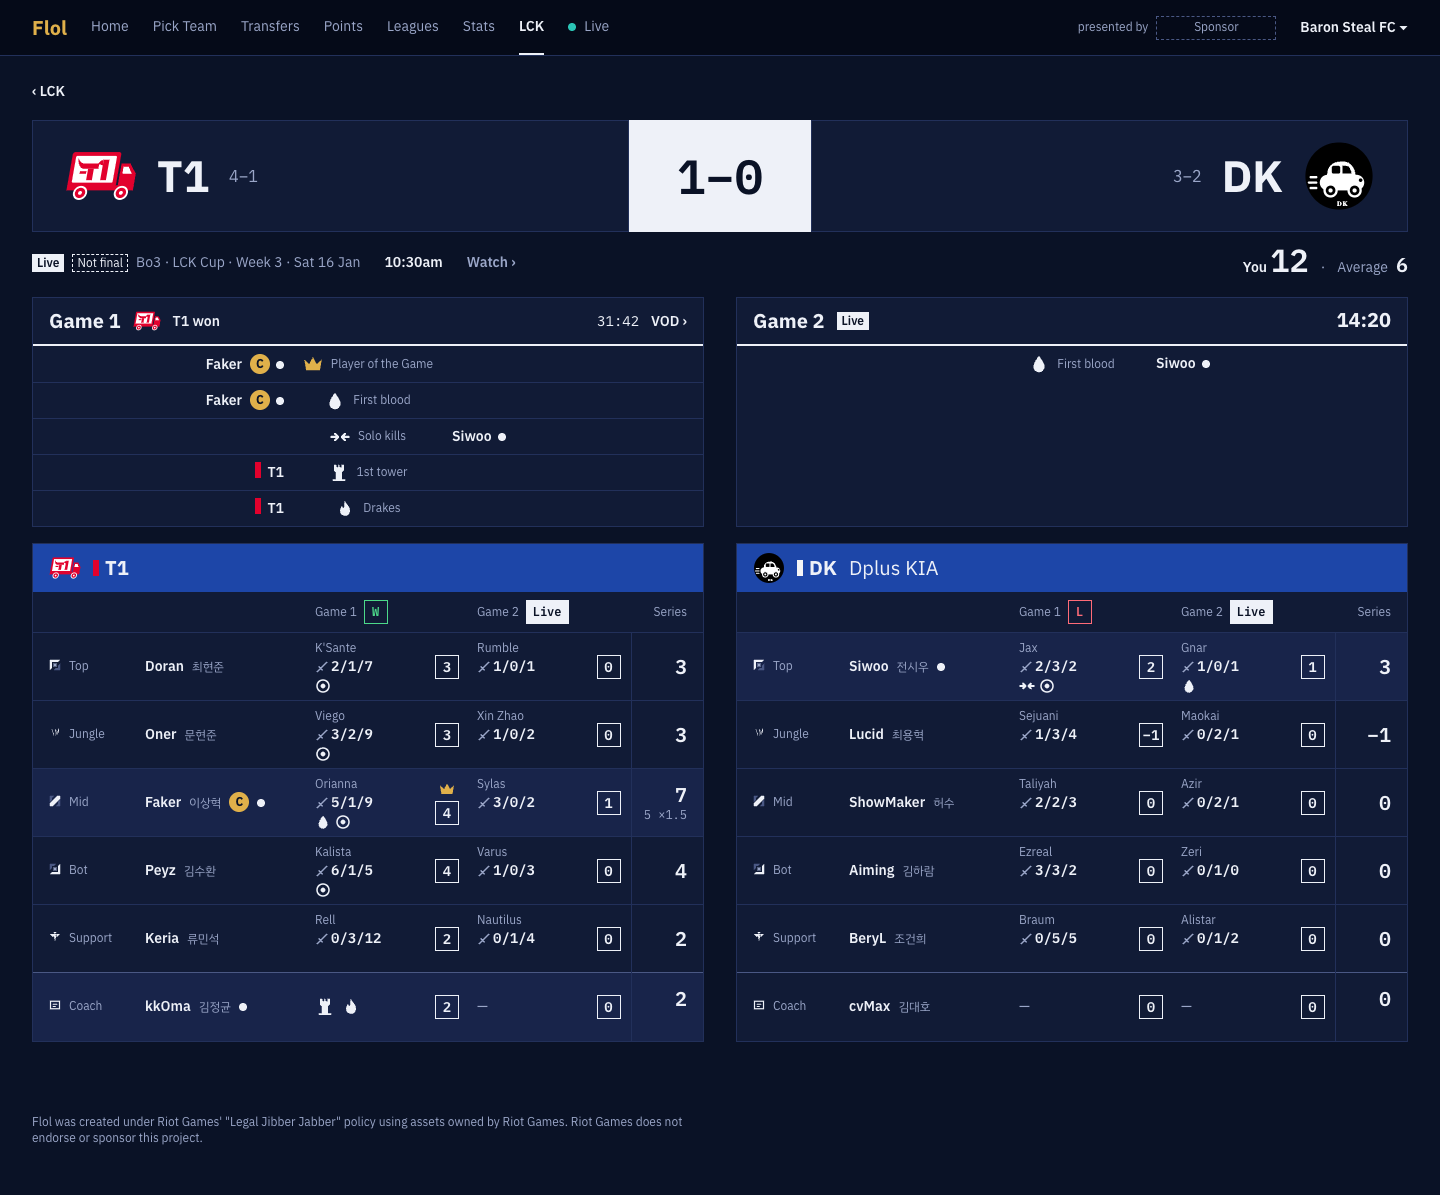 Flol Home Pick Team Transfers Points Leagues Stats LCK Live presented by Sponsor Baron Steal FC
‹ LCK
T1 T1 4–1 1–0 3–2 DK DK
Live Not final Bo3 · LCK Cup · Week 3 · Sat 16 Jan 10:30am Watch › You 12 · Average 6
Game 1 T1 T1 won 31:42 VOD ›
Faker C Player of the Game
Faker C First blood
Solo kills Siwoo
T1 1st tower
T1 Drakes
Game 2 Live 14:20
First blood Siwoo
T1 T1
Game 1 W Game 2 Live Series
K'Sante Rumble
Top Doran 최현준 2/1/7 3 1/0/1 0 3
Viego Xin Zhao
Jungle Oner 문현준 3/2/9 3 1/0/2 0 3
Orianna Sylas
Mid Faker 이상혁 C 5/1/9 4 3/0/2 1 7
5 ×1.5
Kalista Varus
Bot Peyz 김수환 6/1/5 4 1/0/3 0 4
Rell Nautilus
Support Keria 류민석 0/3/12 2 0/1/4 0 2
Coach kkOma 김정균 2 — 0 2
DK Dplus KIA
Game 1 L Game 2 Live Series
Jax Gnar
Top Siwoo 전시우 2/3/2 2 1/0/1 1 3
Sejuani Maokai
Jungle Lucid 최용혁 1/3/4 −1 0/2/1 0 −1
Taliyah Azir
Mid ShowMaker 허수 2/2/3 0 0/2/1 0 0
Ezreal Zeri
Bot Aiming 김하람 3/3/2 0 0/1/0 0 0
Braum Alistar
Support BeryL 조건희 0/5/5 0 0/1/2 0 0
Coach cvMax 김대호 — 0 — 0 0
Flol was created under Riot Games' "Legal Jibber Jabber" policy using assets owned by Riot Games. Riot Games does not
endorse or sponsor this project.